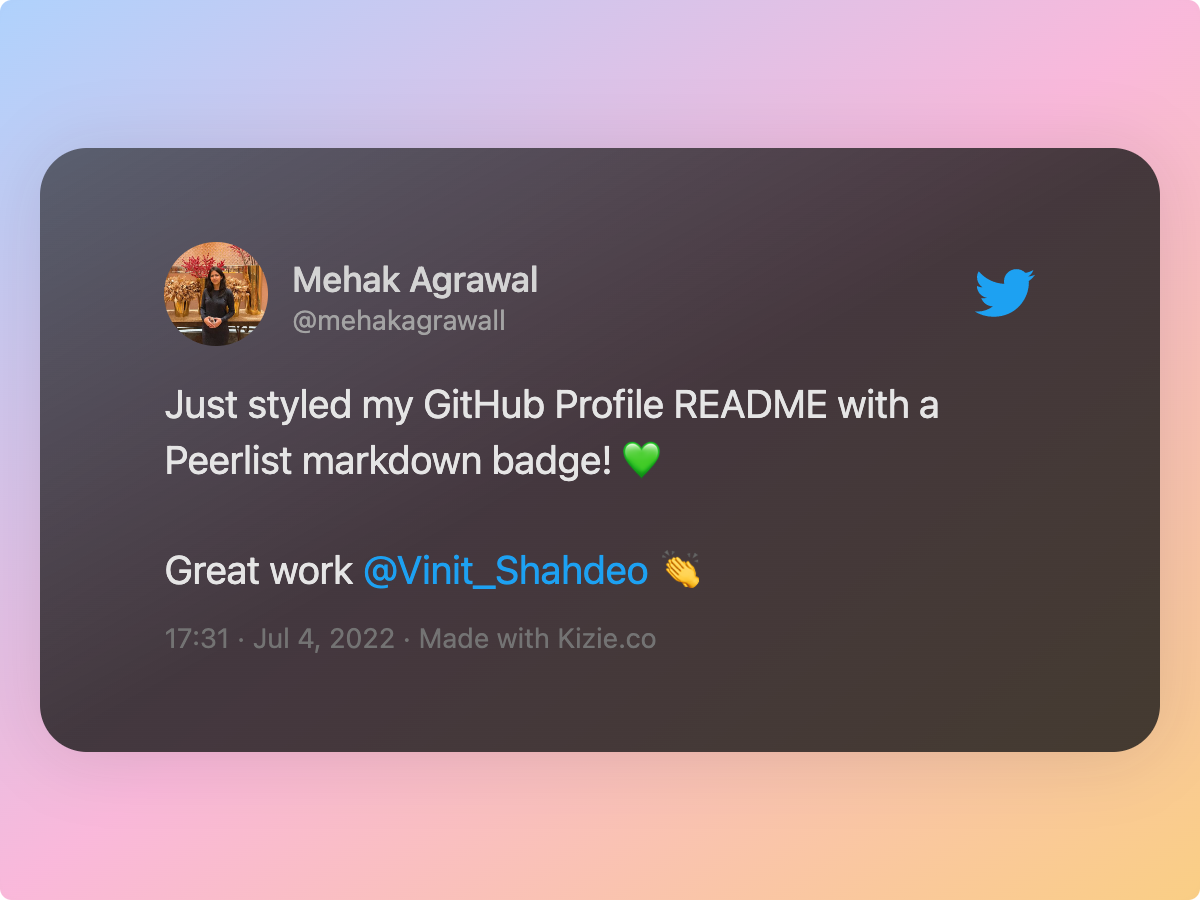 Mehak Agrawal
@mehakagrawall
Just styled my GitHub Profile README with a
Peerlist markdown badge! 💚
Great work @Vinit_Shahdeo 👏
17:31 · Jul 4, 2022 · Made with Kizie.co